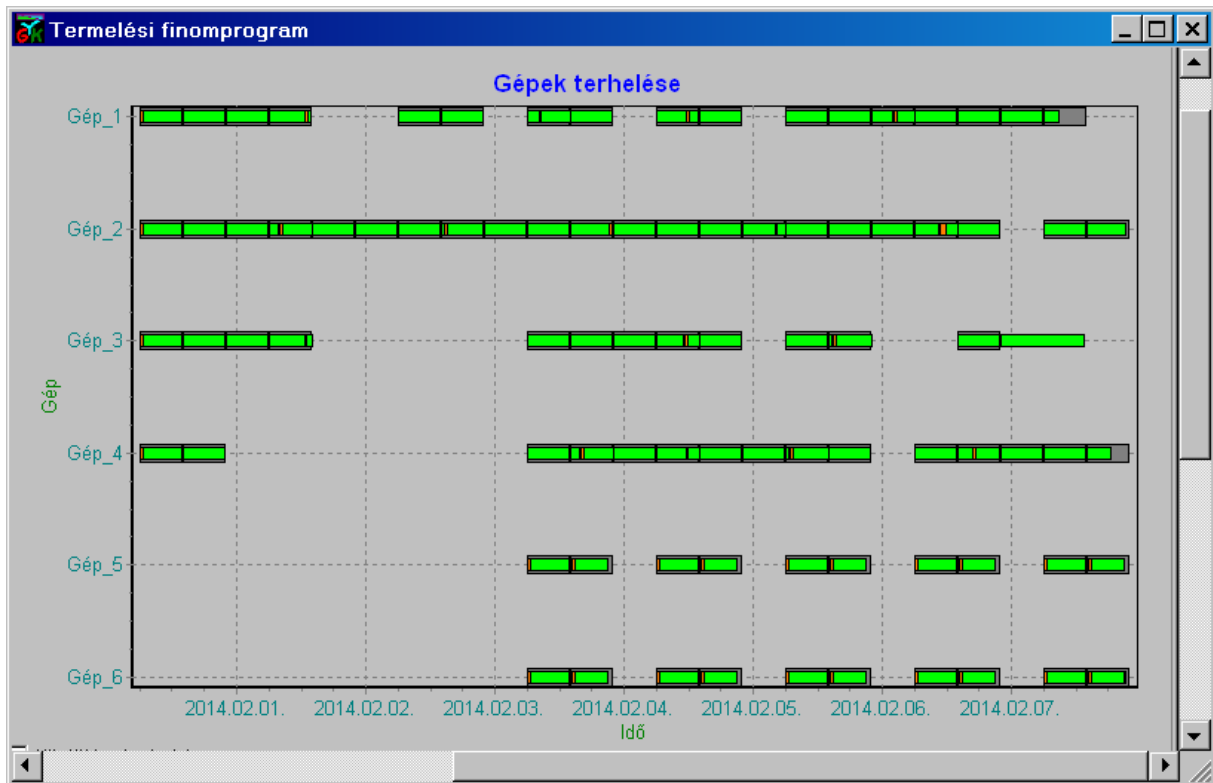 Termelési finomprogram
Gépek terhelése
Gép_1
Gép_2
Gép_3
Gép
Gép_4
Gép_5
Gép_6
2014.02.01. 2014.02.02. 2014.02.03. 2014.02.04. 2014.02.05. 2014.02.06. 2014.02.07.
Idő